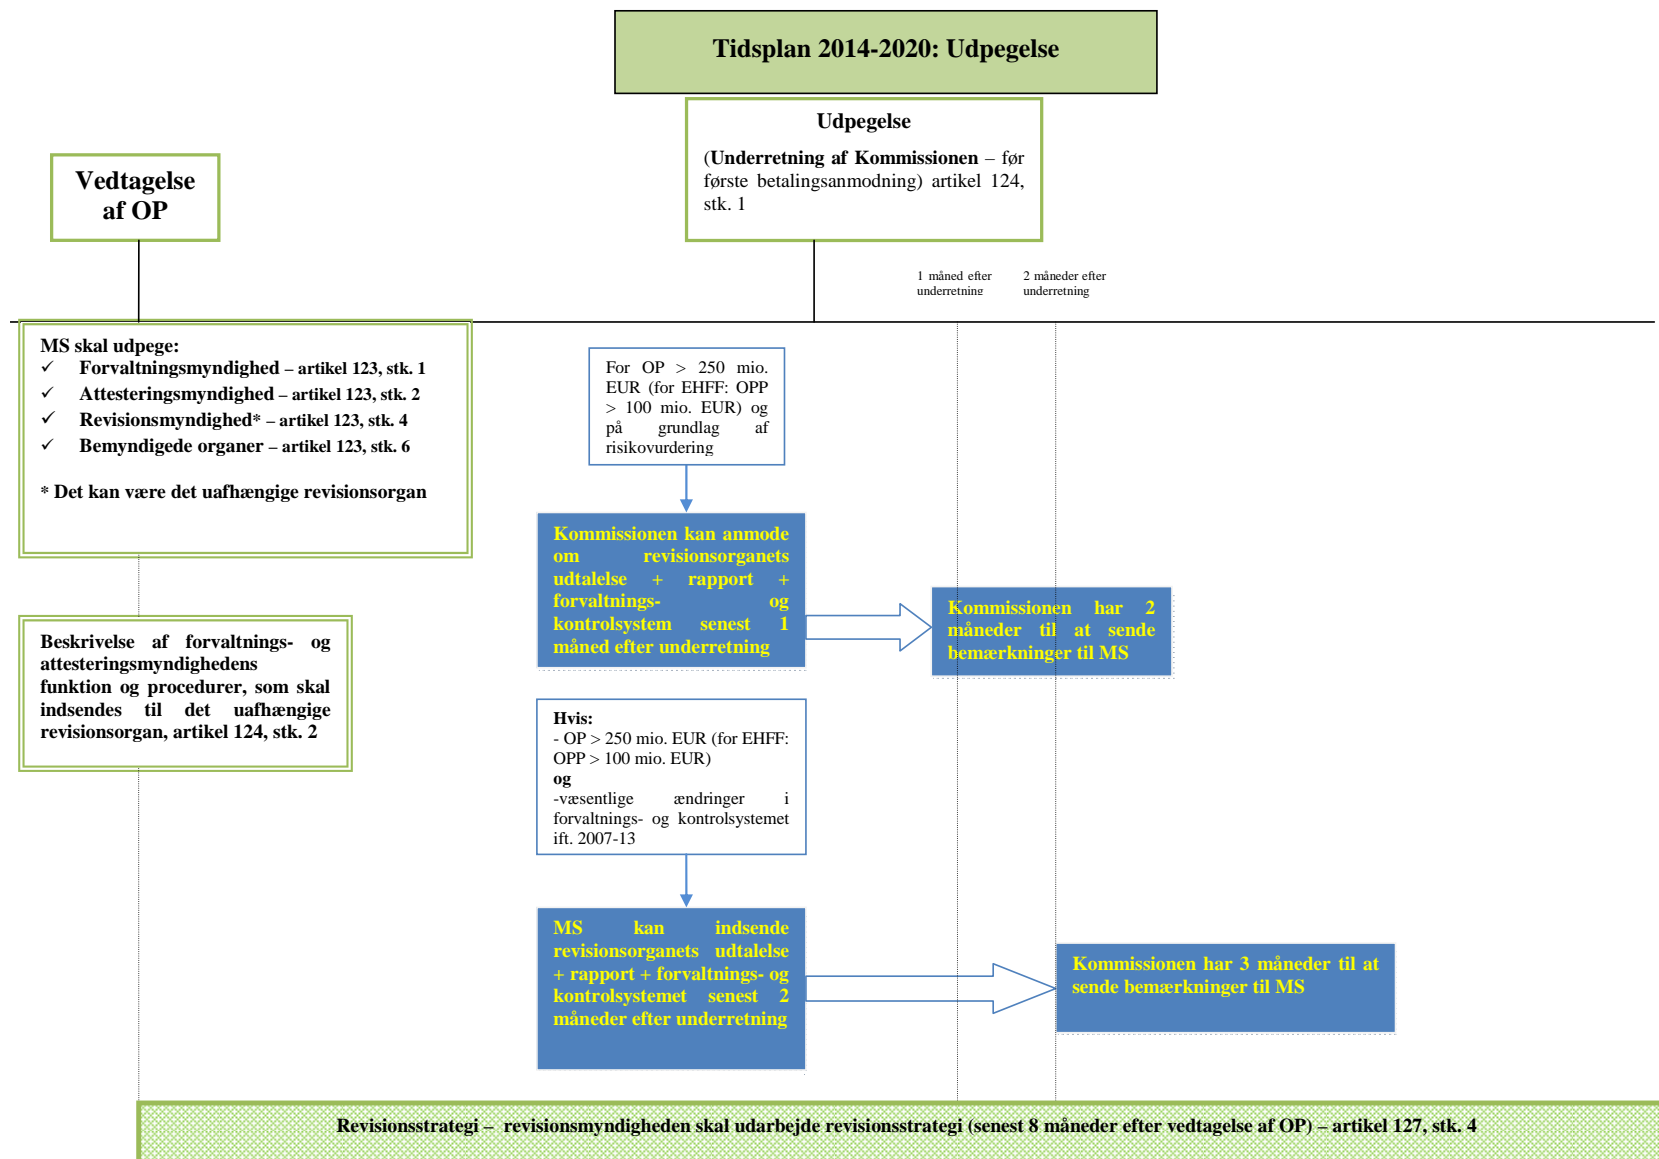 Tidsplan 2014-2020: Udpegelse
Udpegelse
(Underretning af Kommissionen – før
første betalingsanmodning) artikel 124,
stk. 1
Vedtagelse
af OP
1 måned efter
underretning
2 måneder efter
underretning
MS skal udpege:
✓ Forvaltningsmyndighed – artikel 123, stk. 1
✓ Attesteringsmyndighed – artikel 123, stk. 2
✓ Revisionsmyndighed* – artikel 123, stk. 4
✓ Bemyndigede organer – artikel 123, stk. 6
* Det kan være det uafhængige revisionsorgan
For OP > 250 mio.
EUR (for EHFF: OPP
> 100 mio. EUR) og
på grundlag af
risikovurdering
Kommissionen kan anmode
om revisionsorganets
udtalelse + rapport +
forvaltnings- og
kontrolsystem senest 1
måned efter underretning
Kommissionen har 2
måneder til at sende
bemærkninger til MS
Beskrivelse af forvaltnings- og
attesteringsmyndighedens
funktion og procedurer, som skal
indsendes til det uafhængige
revisionsorgan, artikel 124, stk. 2
Hvis:
- OP > 250 mio. EUR (for EHFF:
OPP > 100 mio. EUR)
og
-væsentlige ændringer i
forvaltnings- og kontrolsystemet
ift. 2007-13
MS kan indsende
revisionsorganets udtalelse
+ rapport + forvaltnings- og
kontrolsystemet senest 2
måneder efter underretning
Kommissionen har 3 måneder til at
sende bemærkninger til MS
Revisionsstrategi – revisionsmyndigheden skal udarbejde revisionsstrategi (senest 8 måneder efter vedtagelse af OP) – artikel 127, stk. 4